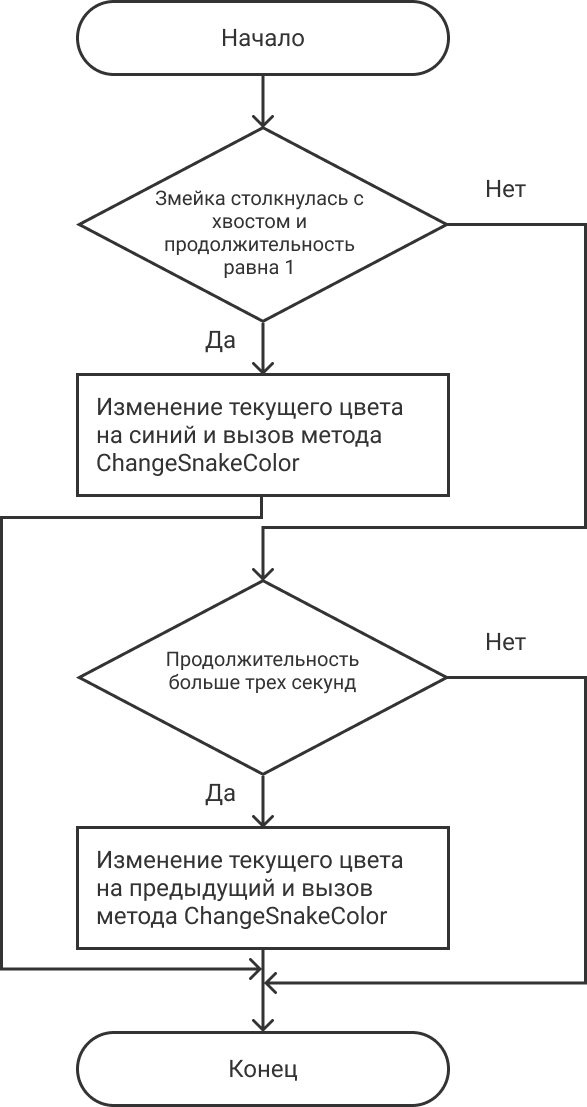 Начало
Змейка столкнулась с
хвостом и
продолжительность
равна 1
Нет
Да
Изменение текущего цвета
на синий и вызов метода
ChangeSnakeColor
Продолжительность
больше трех секунд
Нет
Да
Изменение текущего цвета
на предыдущий и вызов
метода ChangeSnakeColor
Конец